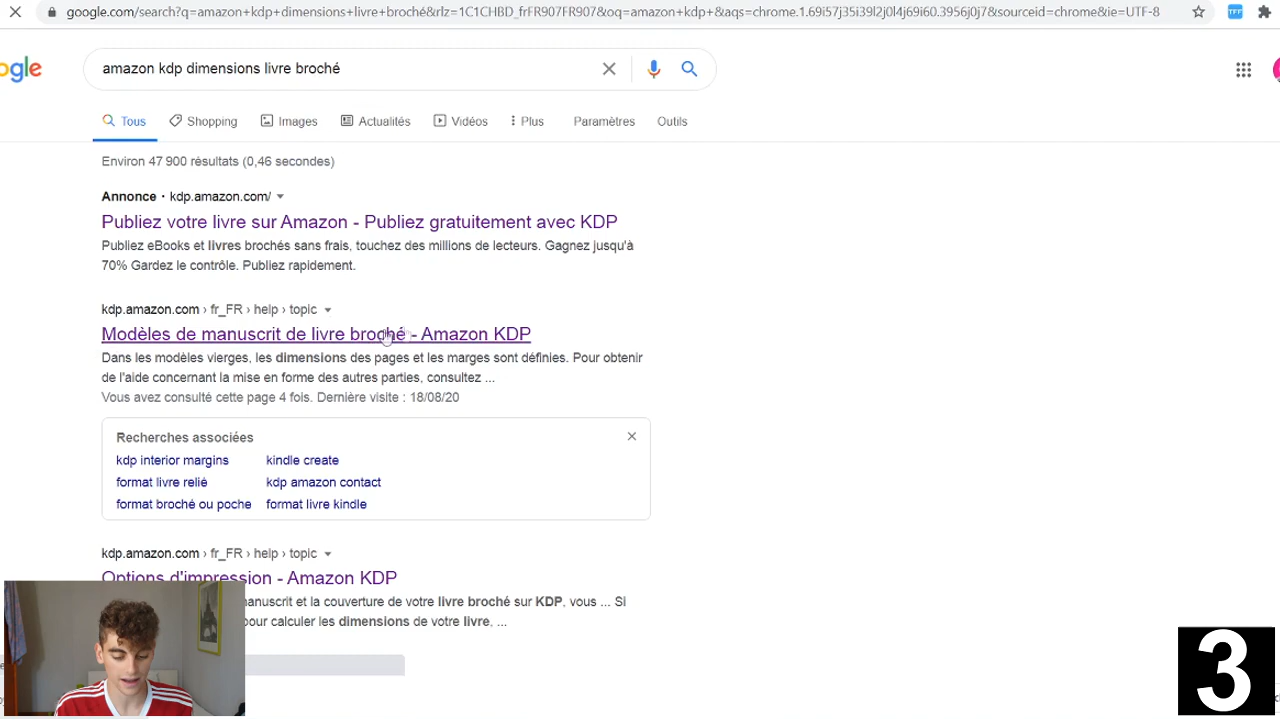 google.com/search?q=amazon+kdp+dimensions+livre+broché&rlz=1C1CHBD_frFR907FR907&oq=amazon+kdp+&aqs=chrome.1.69i57j35i39l2j0l4j69i60.3956j0j7&sourceid=chrome&ie=UTF-8
TFF
ogle
amazon kdp dimensions livre broché
Tous
Shopping
Images
Actualités
Vidéos
Plus
Paramètres
Outils
Environ 47 900 résultats (0,46 secondes)
Annonce · kdp.amazon.com/
Publiez votre livre sur Amazon - Publiez gratuitement avec KDP
Publiez eBooks et livres brochés sans frais, touchez des millions de lecteurs. Gagnez jusqu'à
70% Gardez le contrôle. Publiez rapidement.
kdp.amazon.com › fr_FR › help › topic
Modèles de manuscrit de livre broché - Amazon KDP
Dans les modèles vierges, les dimensions des pages et les marges sont définies. Pour obtenir
de l'aide concernant la mise en forme des autres parties, consultez ...
Vous avez consulté cette page 4 fois. Dernière visite : 18/08/20
Recherches associées
kdp interior margins
kindle create
format livre relié
kdp amazon contact
format broché ou poche
format livre kindle
kdp.amazon.com › fr_FR › help › topic
Options d'impression - Amazon KDP
anuscrit et la couverture de votre livre broché sur KDP, vous ... Si
our calculer les dimensions de votre livre, ...
3